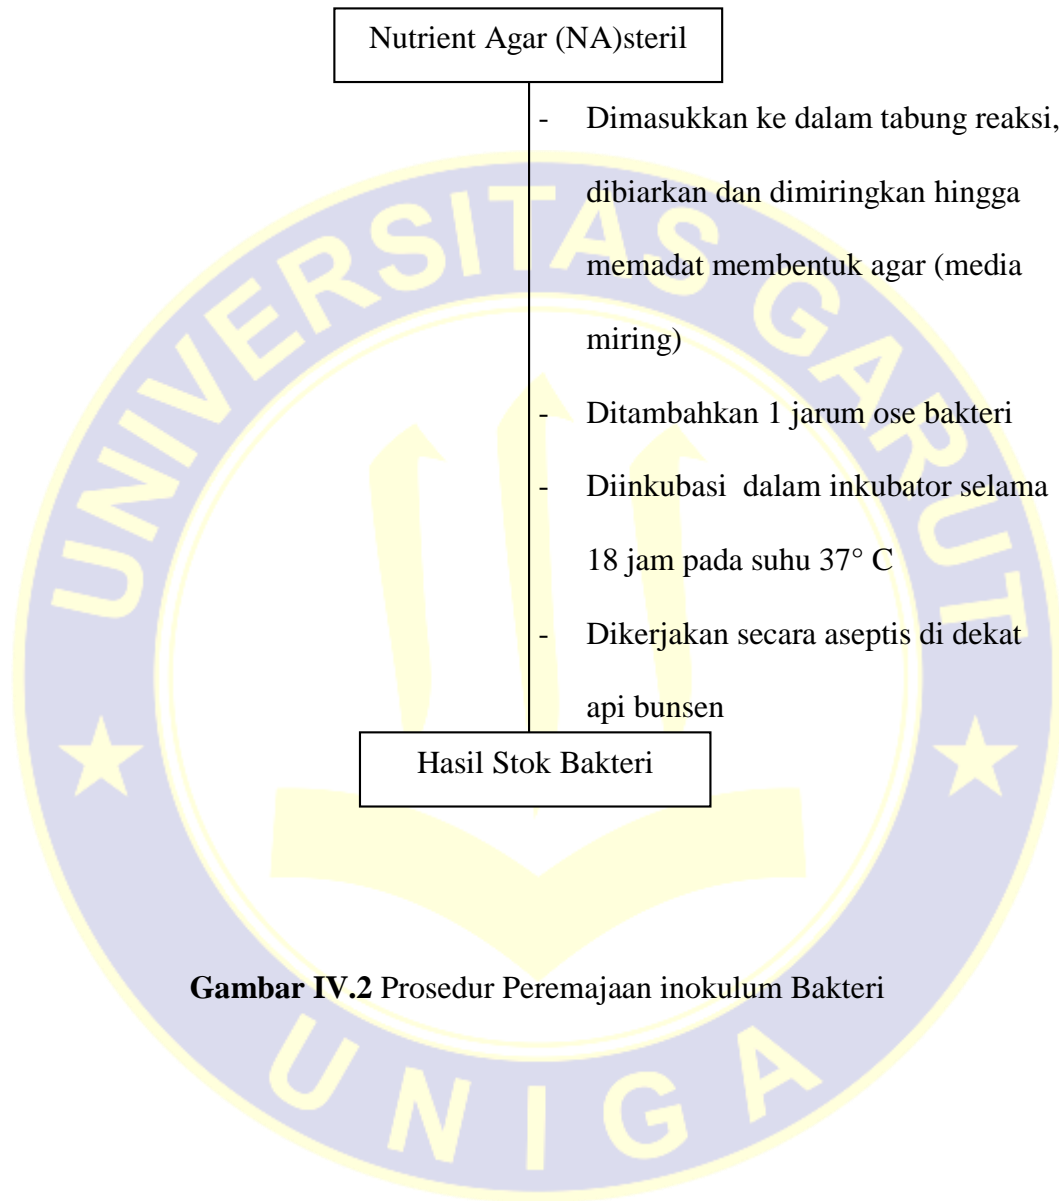 Nutrient Agar (NA)steril
- Dimasukkan ke dalam tabung reaksi,
dibiarkan dan dimiringkan hingga
memadat membentuk agar (media
miring)
- Ditambahkan 1 jarum ose bakteri
- Diinkubasi  dalam inkubator selama
18 jam pada suhu 37° C
- Dikerjakan secara aseptis di dekat
api bunsen
Hasil Stok Bakteri
Gambar IV.2 Prosedur Peremajaan inokulum Bakteri
UNIVERSITAS GARUT
UNIGA